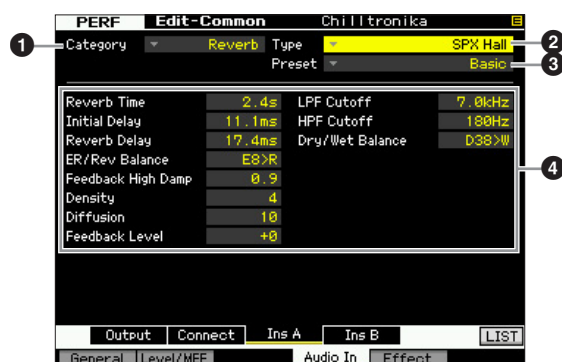 PERF Edit-Common Chilltronika E
1 Category Reverb Type SPX Hall 2
Preset Basic 3
Reverb Time 2.4s LPF Cutoff 7.0kHz
Initial Delay 11.1ms HPF Cutoff 180Hz
Reverb Delay 17.4ms Dry/Wet Balance D38>W
ER/Rev Balance E8>R 4
Feedback High Damp 0.9
Density 4
Diffusion 10
Feedback Level +0
Output Connect Ins A Ins B LIST
General Level/MEF Audio In Effect